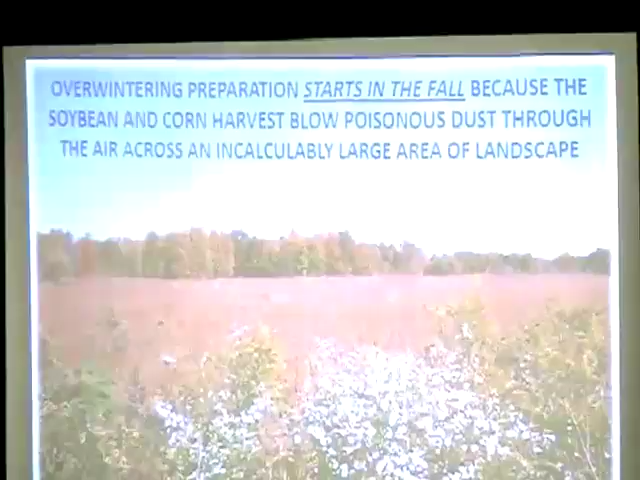 OVERWINTERING PREPARATION STARTS IN THE FALL BECAUSE THE
SOYBEAN AND CORN HARVEST BLOW POISONOUS DUST THROUGH
THE AIR ACROSS AN INCALCULABLY LARGE AREA OF LANDSCAPE